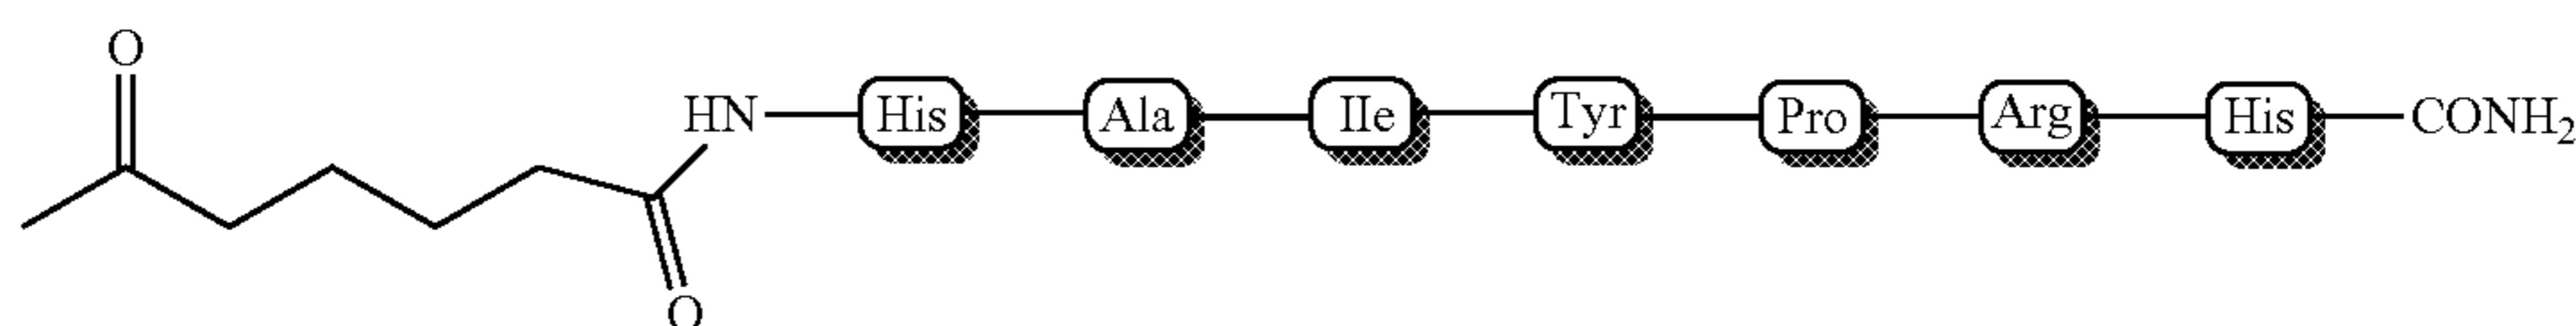 O
HN His Ala IIe Tyr Pro Arg His CONH₂
O